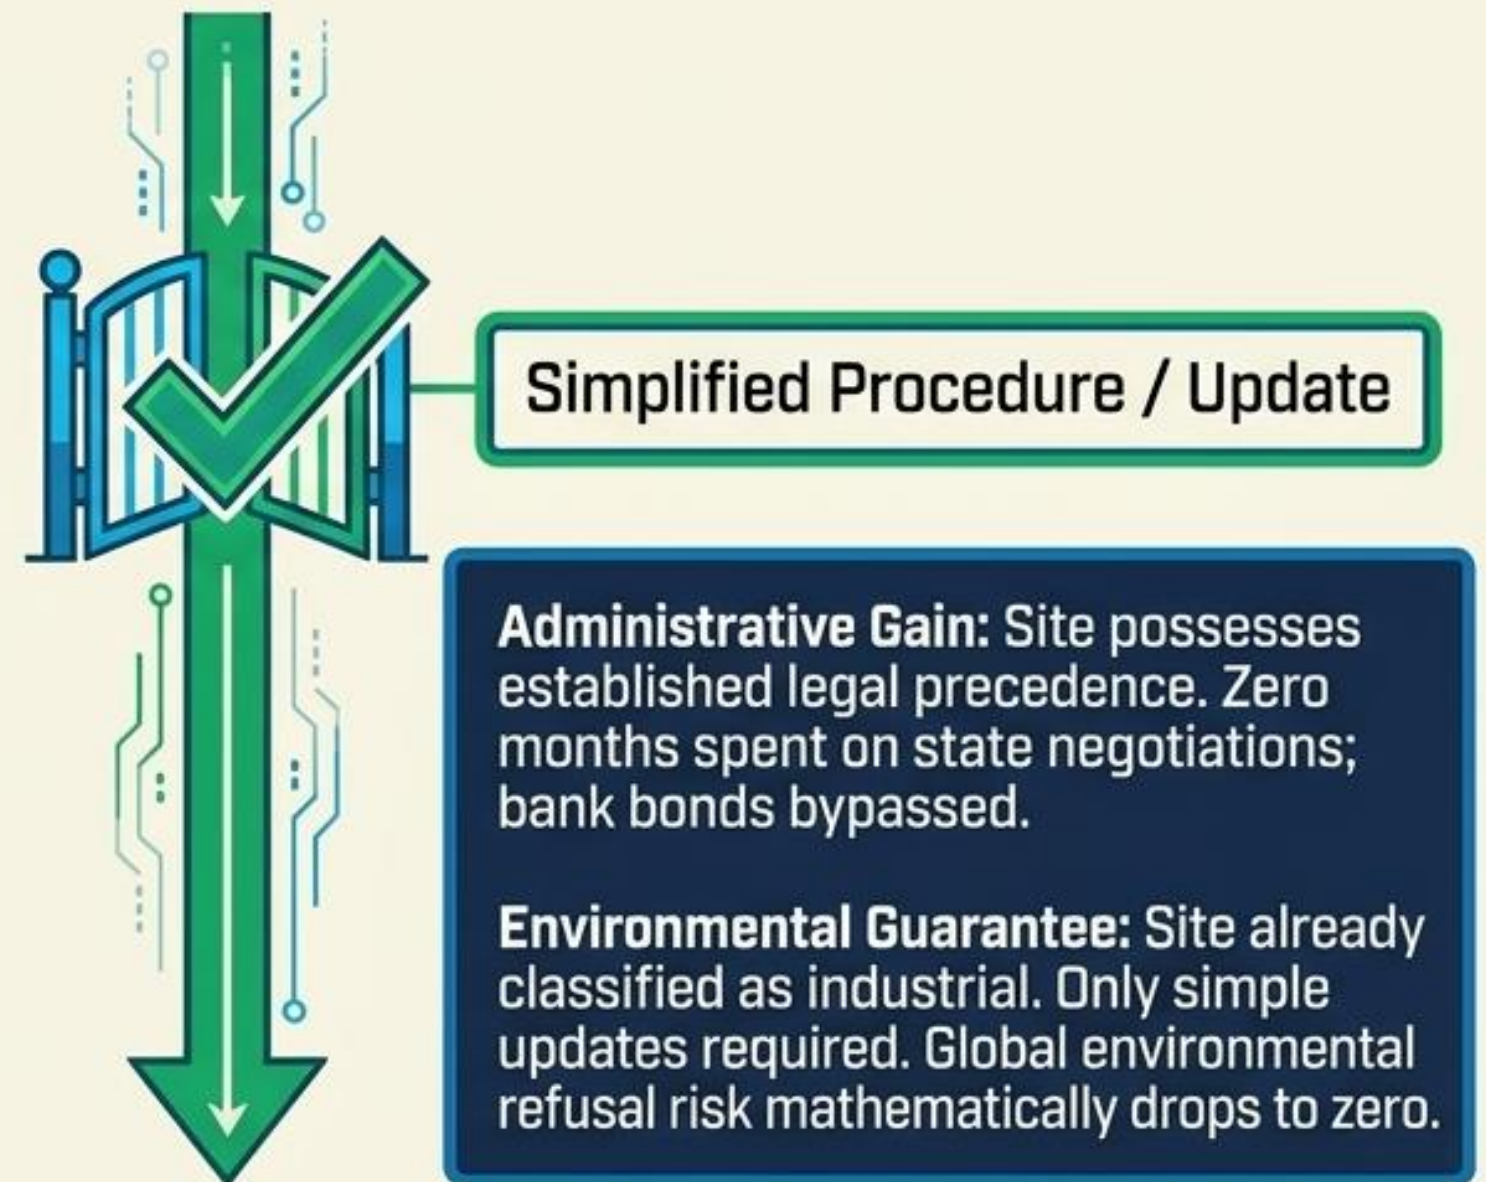 Simplified Procedure / Update
Administrative Gain: Site possesses
established legal precedence. Zero
months spent on state negotiations;
bank bonds bypassed.
Environmental Guarantee: Site already
classified as industrial. Only simple
updates required. Global environmental
refusal risk mathematically drops to zero.